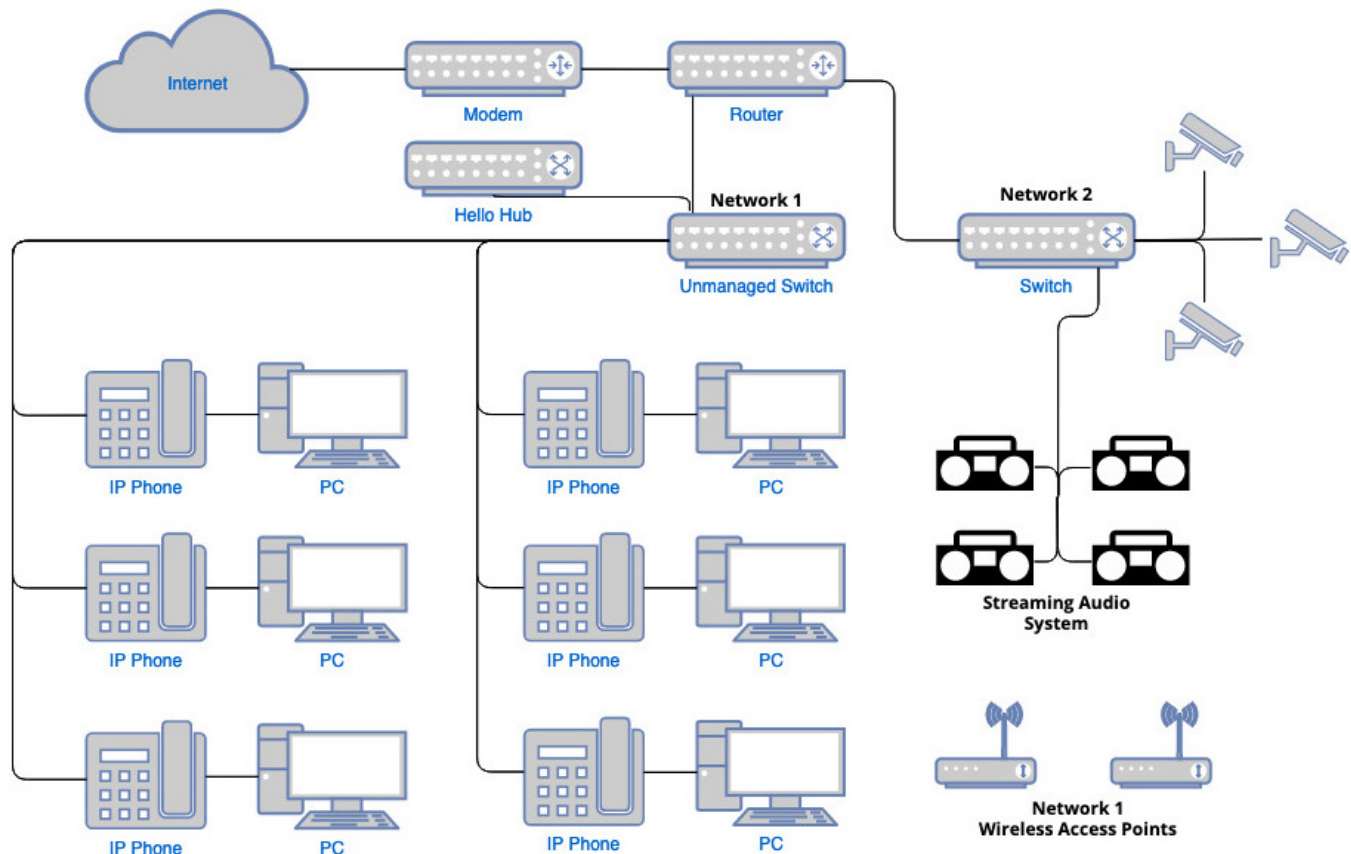 Internet
Modem
Router
Hello Hub
Network 1
Unmanaged Switch
Network 2
Switch
IP Phone
PC
IP Phone
PC
IP Phone
PC
IP Phone
PC
IP Phone
PC
IP Phone
PC
Streaming Audio
System
Network 1
Wireless Access Points